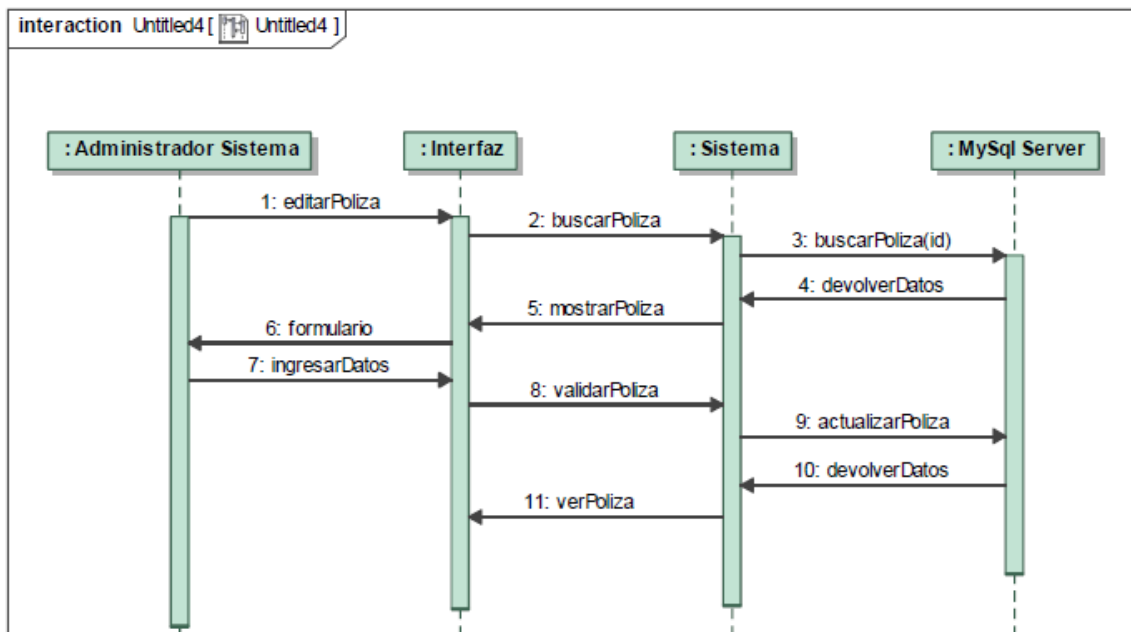 interaction Untitled4 [ Untitled4 ]
: Administrador Sistema
: Interfaz
: Sistema
: MySql Server
1: editarPoliza
2: buscarPoliza
3: buscarPoliza(id)
4: devolverDatos
5: mostrarPoliza
6: formulario
7: ingresarDatos
8: validarPoliza
9: actualizarPoliza
10: devolverDatos
11: verPoliza